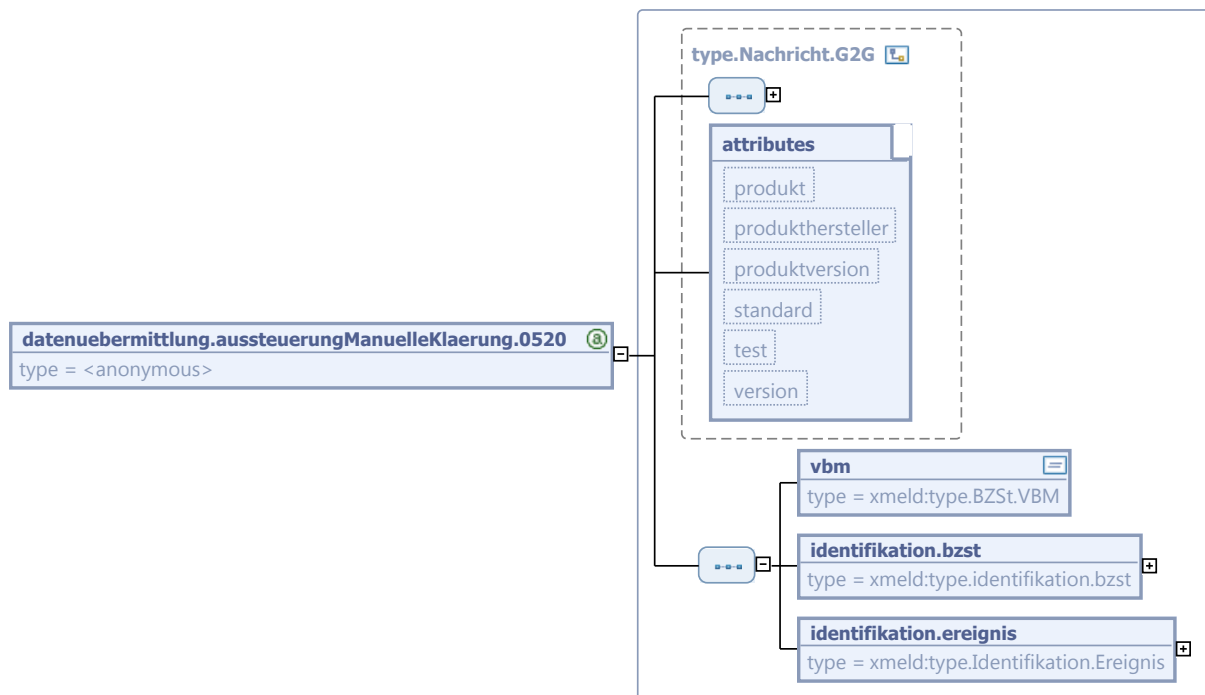 type.Nachricht.G2G
attributes
produkt
produkthersteller
produktversion
standard
test
version
datenuebermittlung.aussteuerungManuelleKlaerung.0520 a
type = <anonymous>
vbm
type = xmeld:type.BZSt.VBM
identifikation.bzst
type = xmeld:type.identifikation.bzst
identifikation.ereignis
type = xmeld:type.Identifikation.Ereignis